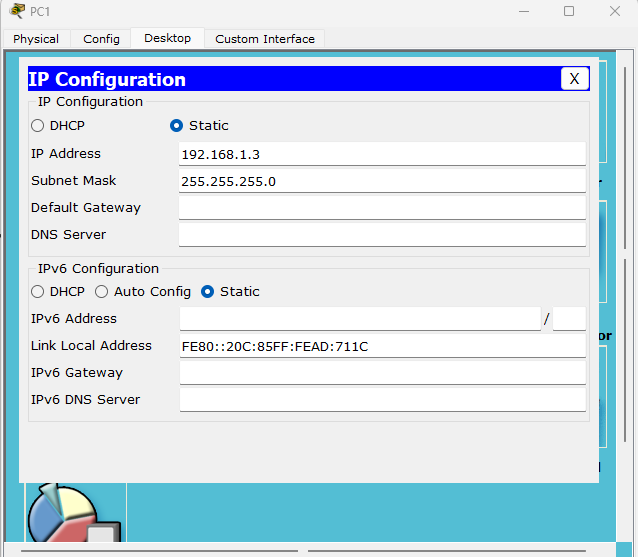 PC1
Physical Config Desktop Custom Interface
IP Configuration X
IP Configuration
DHCP Static
IP Address 192.168.1.3
Subnet Mask 255.255.255.0
Default Gateway
DNS Server
IPv6 Configuration
DHCP Auto Config Static
IPv6 Address /
Link Local Address FE80::20C:85FF:FEAD:711C
IPv6 Gateway
IPv6 DNS Server
or